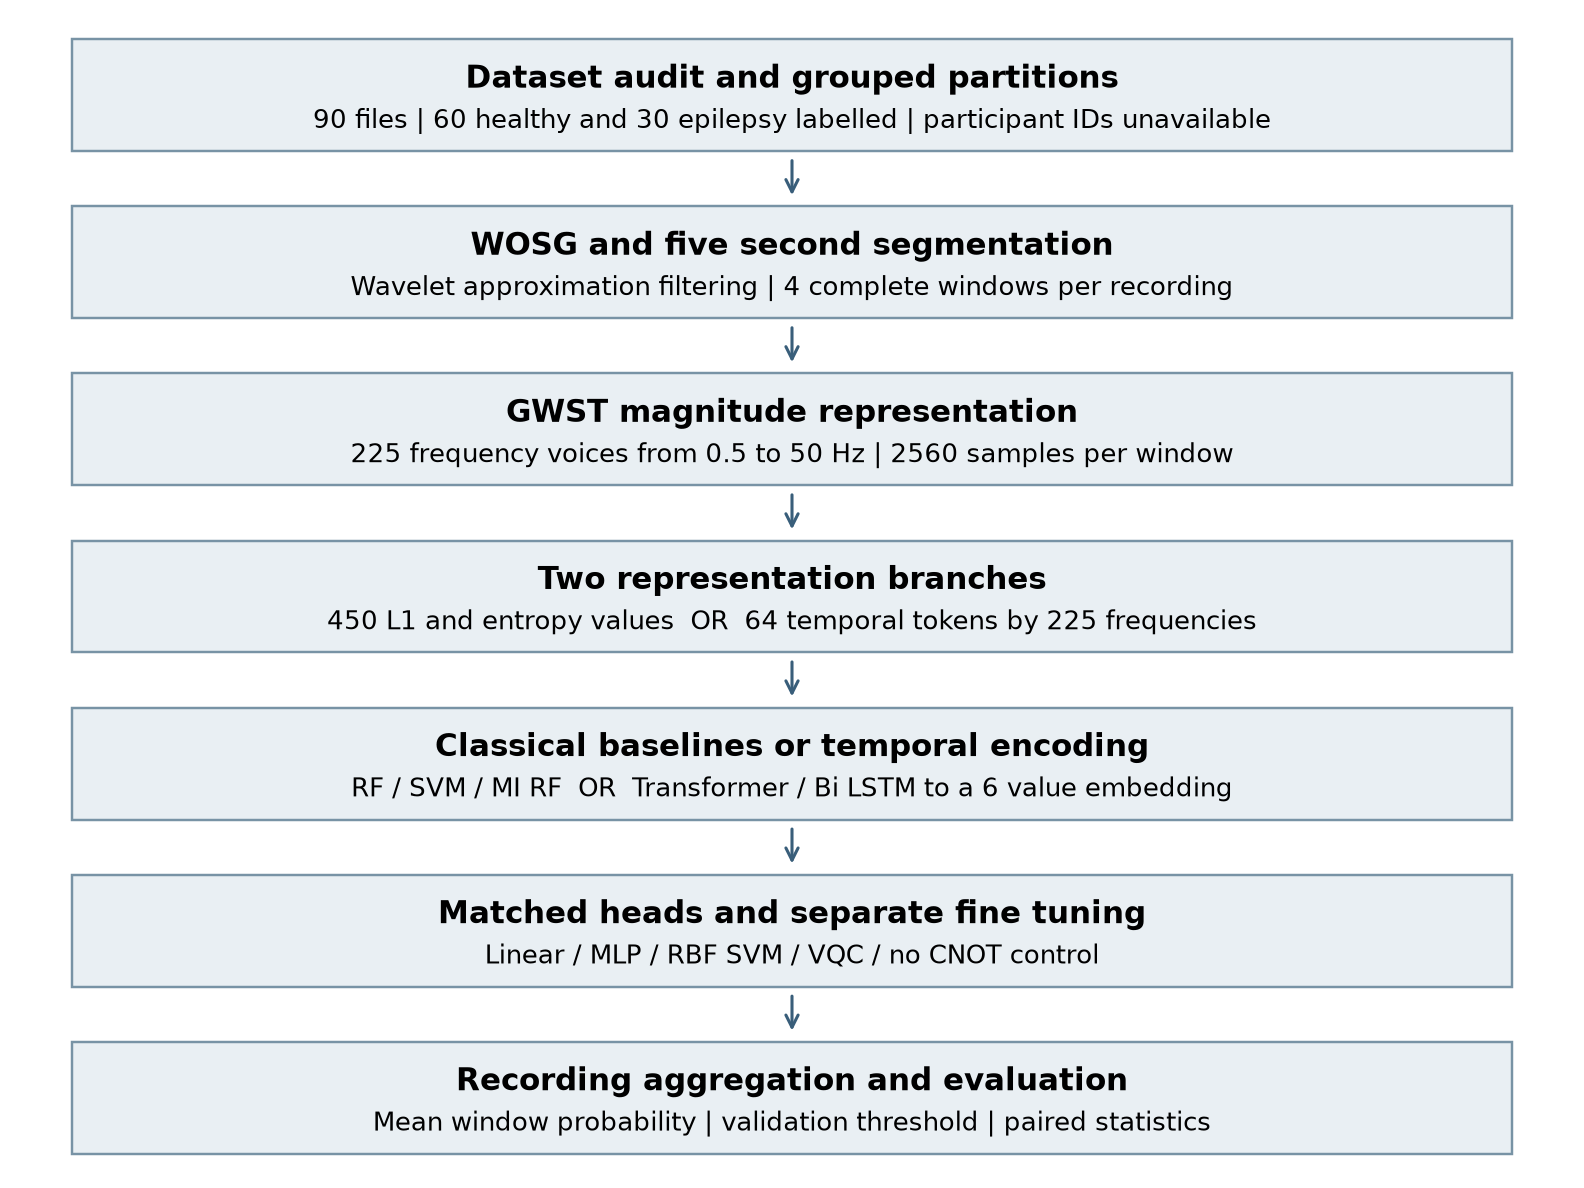 Dataset audit and grouped partitions
90 files | 60 healthy and 30 epilepsy labelled | participant IDs unavailable
WOSG and five second segmentation
Wavelet approximation filtering | 4 complete windows per recording
GWST magnitude representation
225 frequency voices from 0.5 to 50 Hz | 2560 samples per window
Two representation branches
450 L1 and entropy values  OR  64 temporal tokens by 225 frequencies
Classical baselines or temporal encoding
RF / SVM / MI RF  OR  Transformer / Bi LSTM to a 6 value embedding
Matched heads and separate fine tuning
Linear / MLP / RBF SVM / VQC / no CNOT control
Recording aggregation and evaluation
Mean window probability | validation threshold | paired statistics